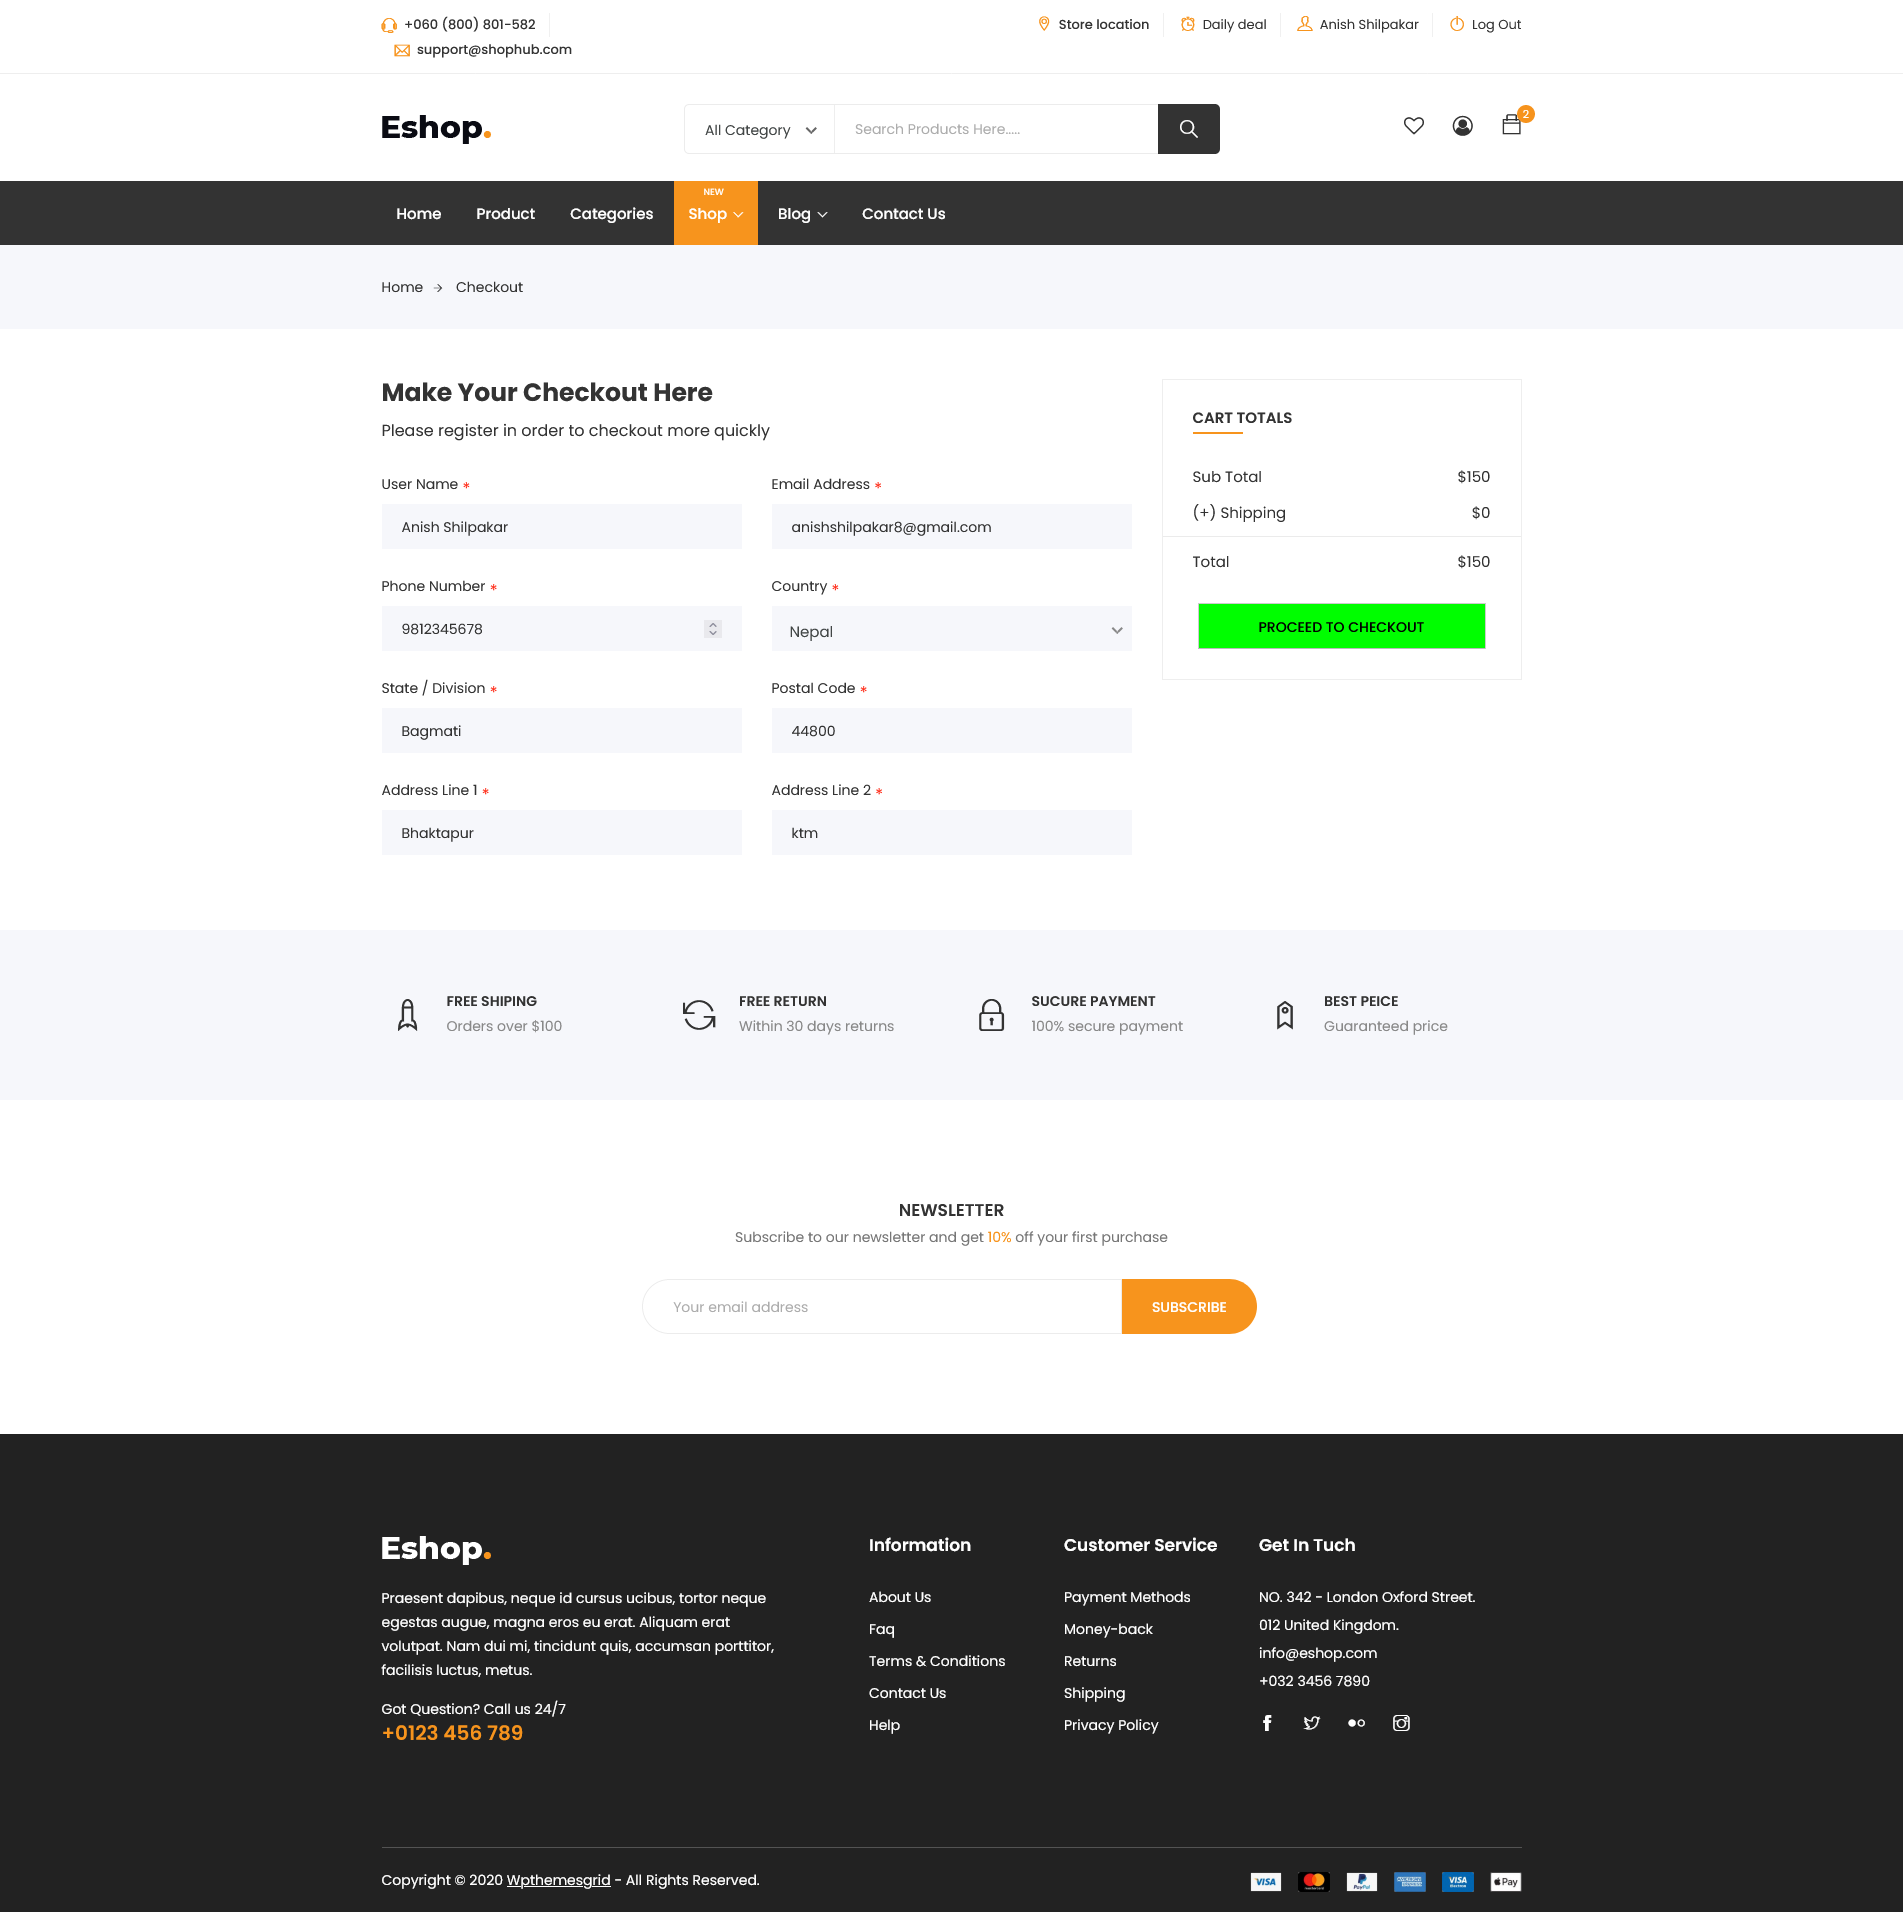 +060 (800) 801-582
support@shophub.com
Store location
Daily deal
Anish Shilpakar
Log Out
Eshop.
All Category
Search Products Here.....
2
NEW
Home
Product
Categories
Shop
Blog
Contact Us
Home
Checkout
Make Your Checkout Here
Please register in order to checkout more quickly
User Name *
Email Address *
Anish Shilpakar
anishshilpakar8@gmail.com
Phone Number *
Country *
9812345678
Nepal
State / Division *
Postal Code *
Bagmati
44800
Address Line 1 *
Address Line 2 *
Bhaktapur
ktm
CART TOTALS
Sub Total $150
(+) Shipping $0
Total $150
PROCEED TO CHECKOUT
FREE SHIPING
Orders over $100
FREE RETURN
Within 30 days returns
SUCURE PAYMENT
100% secure payment
BEST PEICE
Guaranteed price
NEWSLETTER
Subscribe to our newsletter and get 10% off your first purchase
Your email address
SUBSCRIBE
Eshop.
Praesent dapibus, neque id cursus ucibus, tortor neque
egestas augue, magna eros eu erat. Aliquam erat
volutpat. Nam dui mi, tincidunt quis, accumsan porttitor,
facilisis luctus, metus.
Got Question? Call us 24/7
+0123 456 789
Information
About Us
Faq
Terms & Conditions
Contact Us
Help
Customer Service
Payment Methods
Money-back
Returns
Shipping
Privacy Policy
Get In Tuch
NO. 342 - London Oxford Street.
012 United Kingdom.
info@eshop.com
+032 3456 7890
Copyright © 2020 Wpthemesgrid - All Rights Reserved.
VISA
PayPal
VISA
Pay